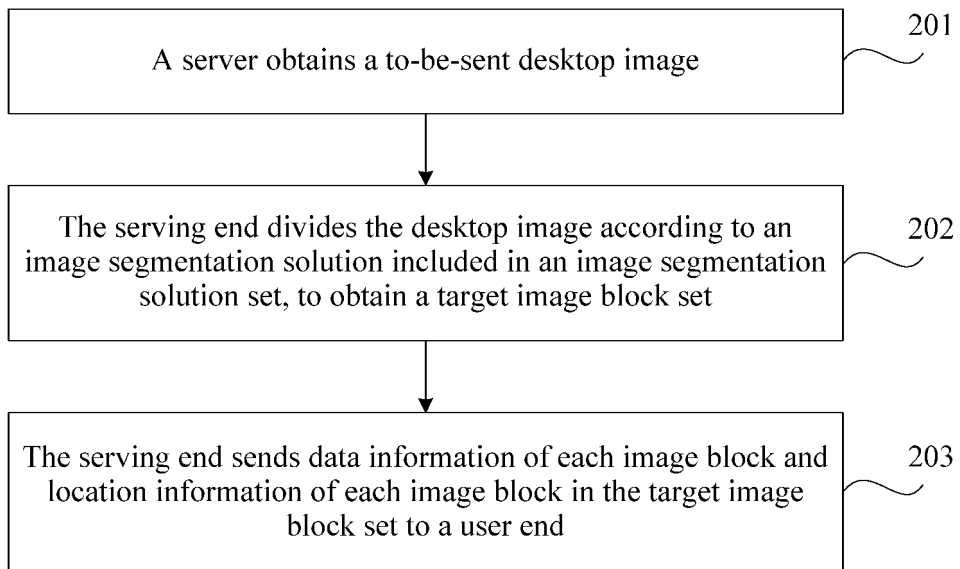 201
A server obtains a to-be-sent desktop image
The serving end divides the desktop image according to an
image segmentation solution included in an image segmentation
solution set, to obtain a target image block set
202
The serving end sends data information of each image block and
location information of each image block in the target image
block set to a user end
203